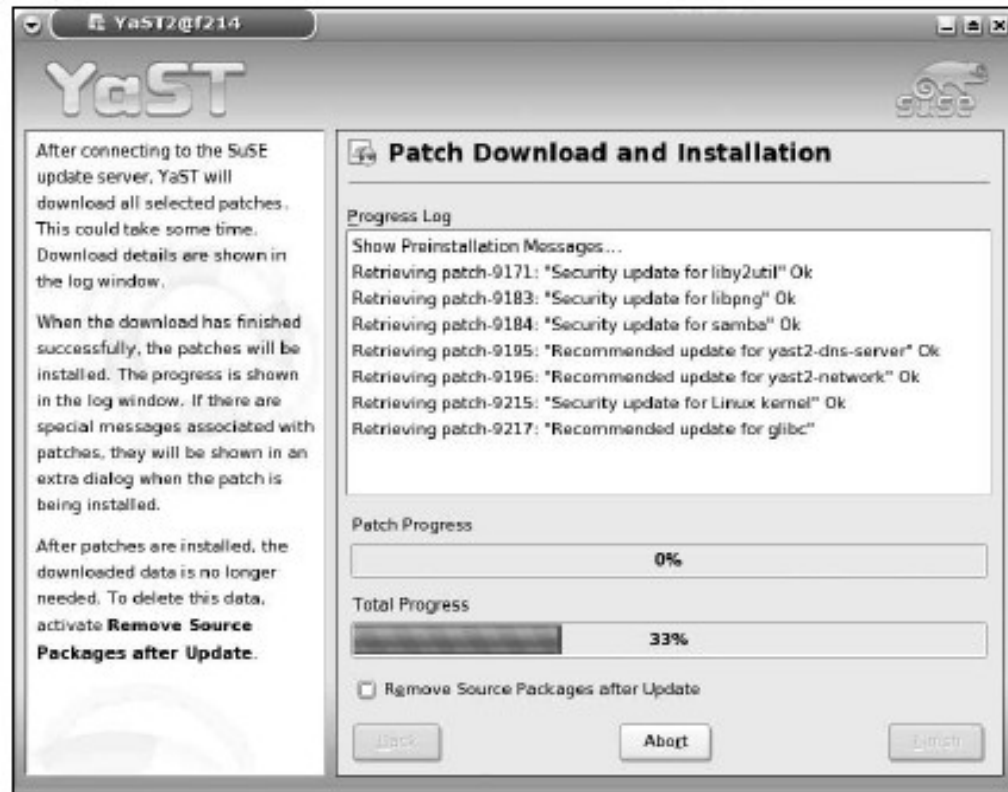 YaST2@f214
YaST
SuSE
After connecting to the SuSE
update server, YaST will
download all selected patches.
This could take some time.
Download details are shown in
the log window.
When the download has finished
successfully, the patches will be
installed. The progress is shown
in the log window. If there are
special messages associated with
patches, they will be shown in an
extra dialog when the patch is
being installed.
After patches are installed, the
downloaded data is no longer
needed. To delete this data,
activate Remove Source
Packages after Update.
Patch Download and Installation
Progress Log
Show Preinstallation Messages...
Retrieving patch-9171: "Security update for liby2util" Ok
Retrieving patch-9183: "Security update for libpng" Ok
Retrieving patch-9184: "Security update for samba" Ok
Retrieving patch-9195: "Recommended update for yast2-dns-server" Ok
Retrieving patch-9196: "Recommended update for yast2-network" Ok
Retrieving patch-9215: "Security update for Linux kernel" Ok
Retrieving patch-9217: "Recommended update for glibc"
Patch Progress
0%
Total Progress
33%
Remove Source Packages after Update
Back
Abort
Finish